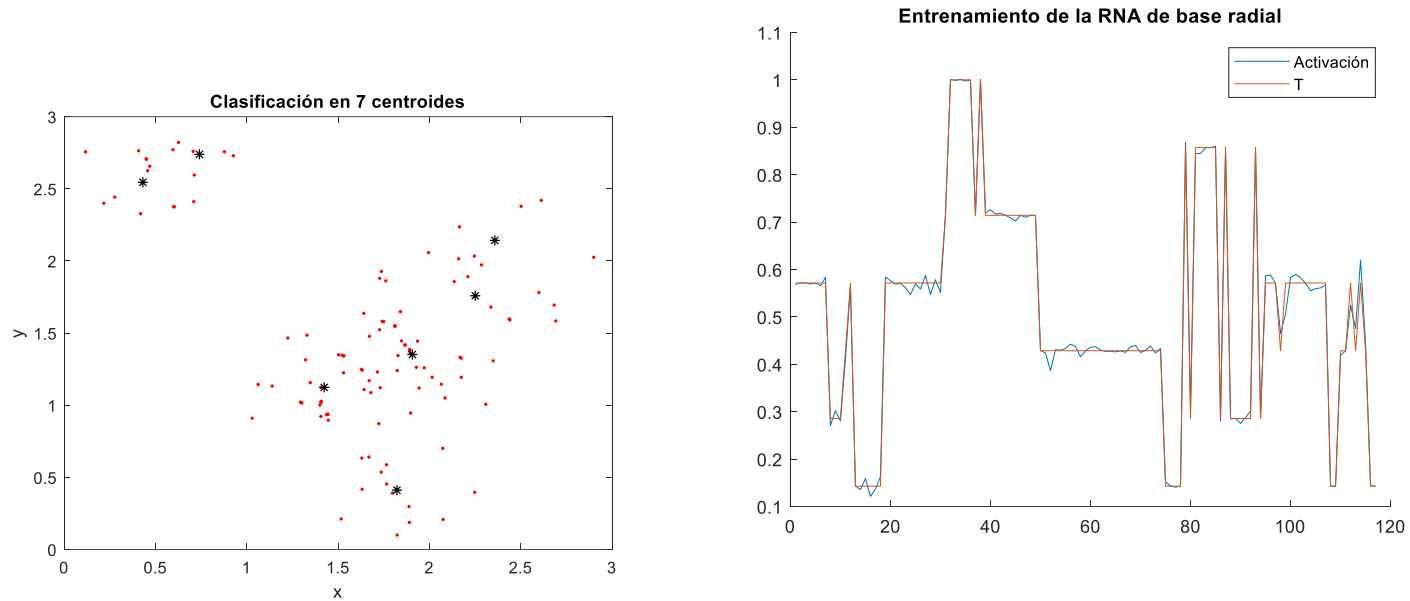 Clasificación en 7 centroides
3
2.5
2
1.5
1
0.5
0
y
0 0.5 1 1.5 2 2.5 3
x
Entrenamiento de la RNA de base radial
1.1
1
0.9
0.8
0.7
0.6
0.5
0.4
0.3
0.2
0.1
0 20 40 60 80 100 120
Activación
T